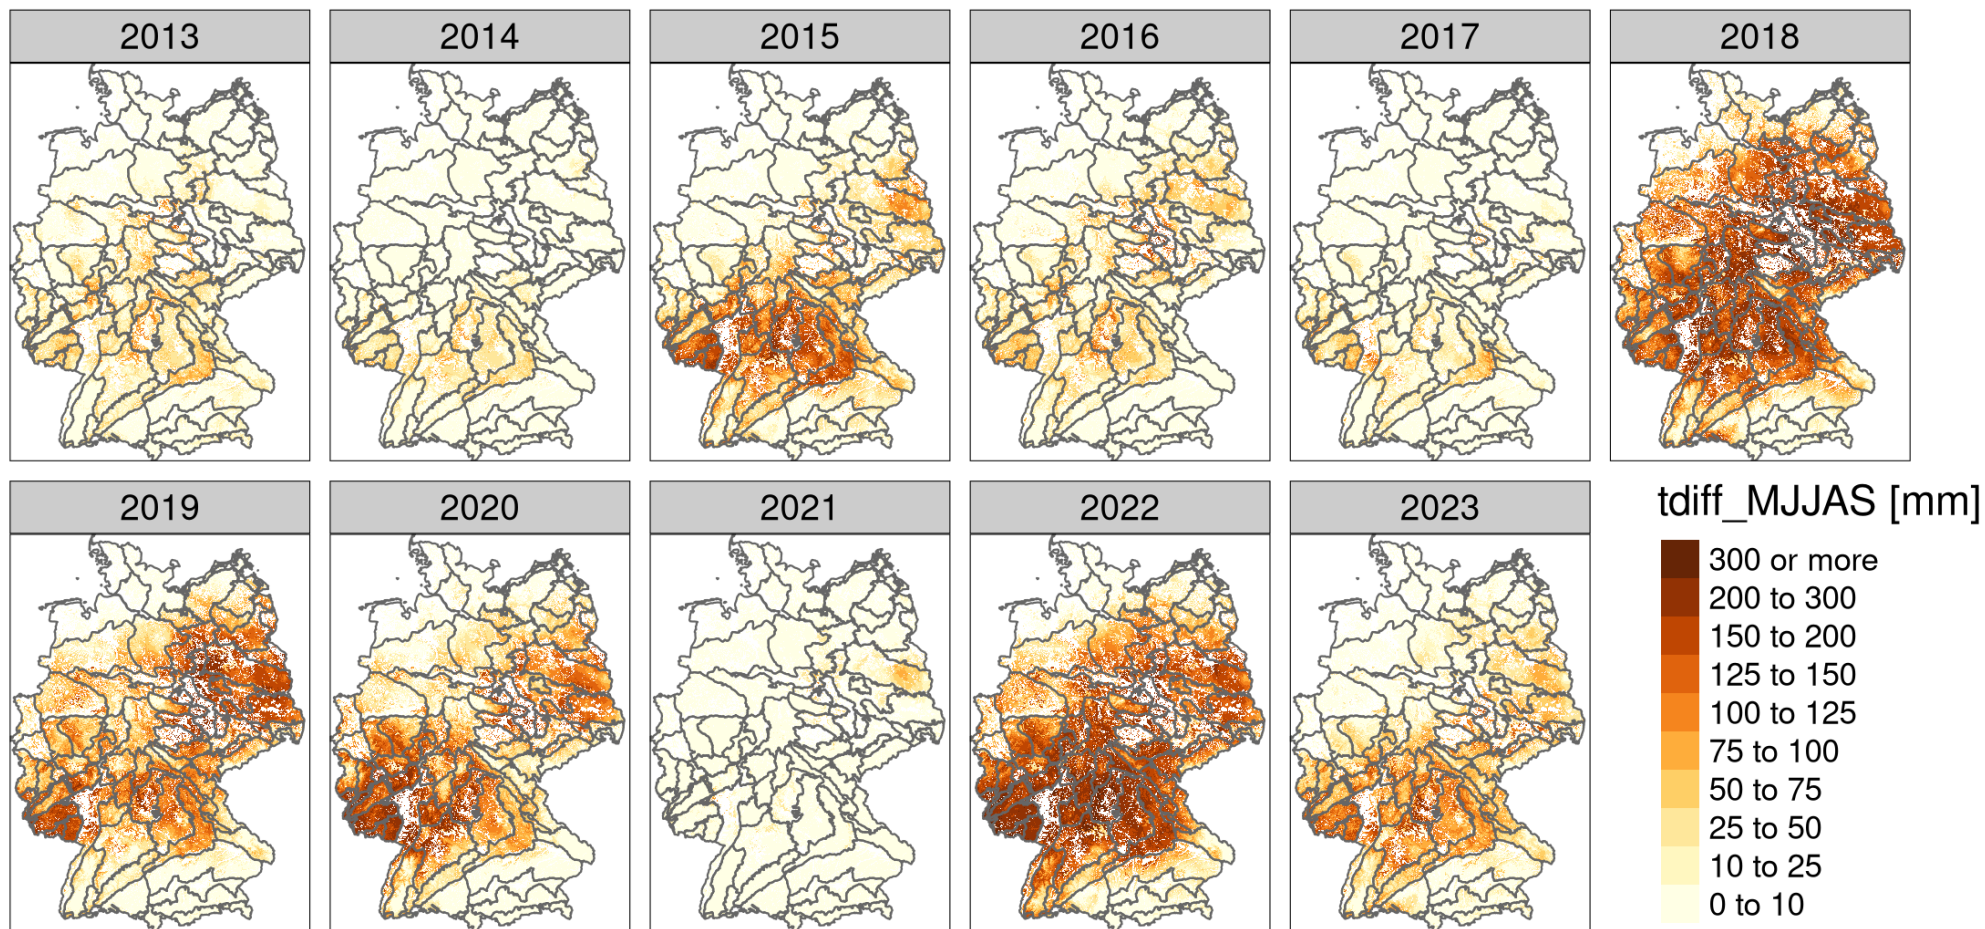 2013
2014
2015
2016
2017
2018
2019
2020
2021
2022
2023
tdiff_MJJAS [mm]
300 or more
200 to 300
150 to 200
125 to 150
100 to 125
75 to 100
50 to 75
25 to 50
10 to 25
0 to 10